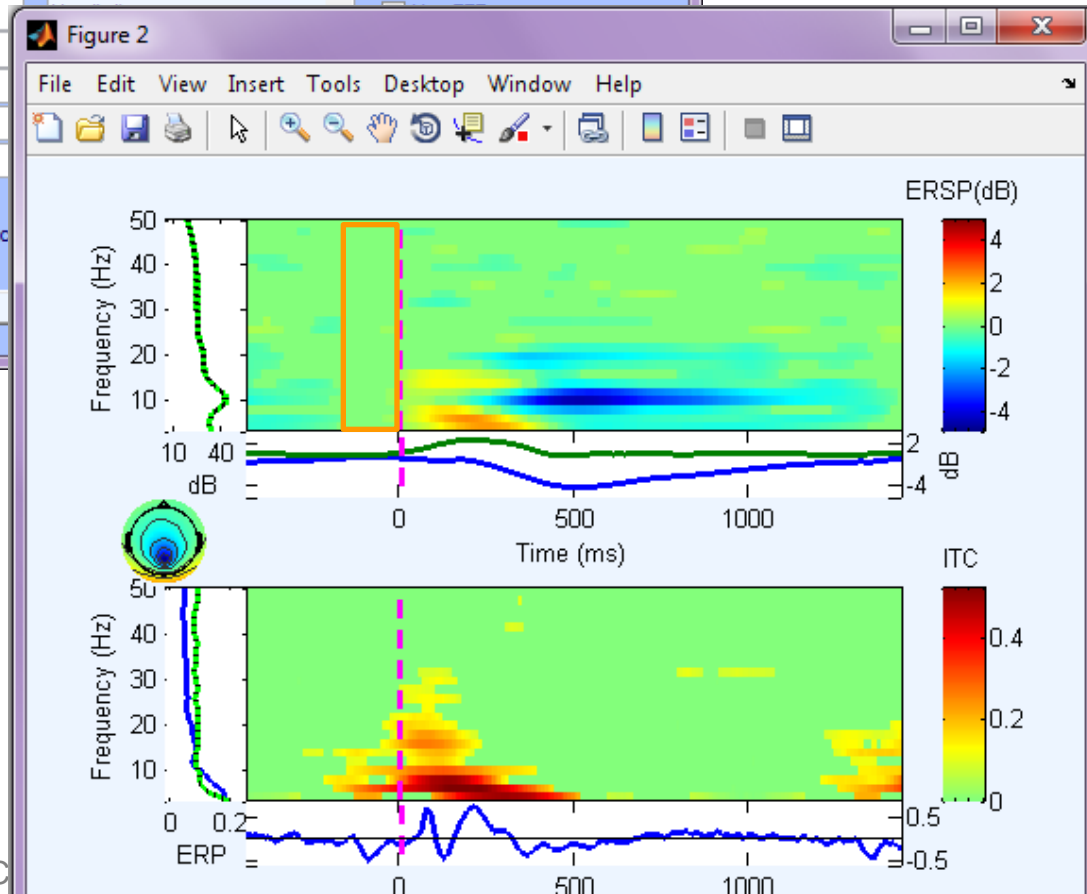 Figure 2
File Edit View Insert Tools Desktop Window Help
ERSP(dB)
50
40
30
20
10
Frequency (Hz)
4
2
0
-2
-4
10 40
dB
2
-4
dB
0 500 1000
Time (ms)
ITC
50
40
30
20
10
Frequency (Hz)
0.4
0.2
0
0 0.2
ERP
0.5
-0.5
0 500 1000